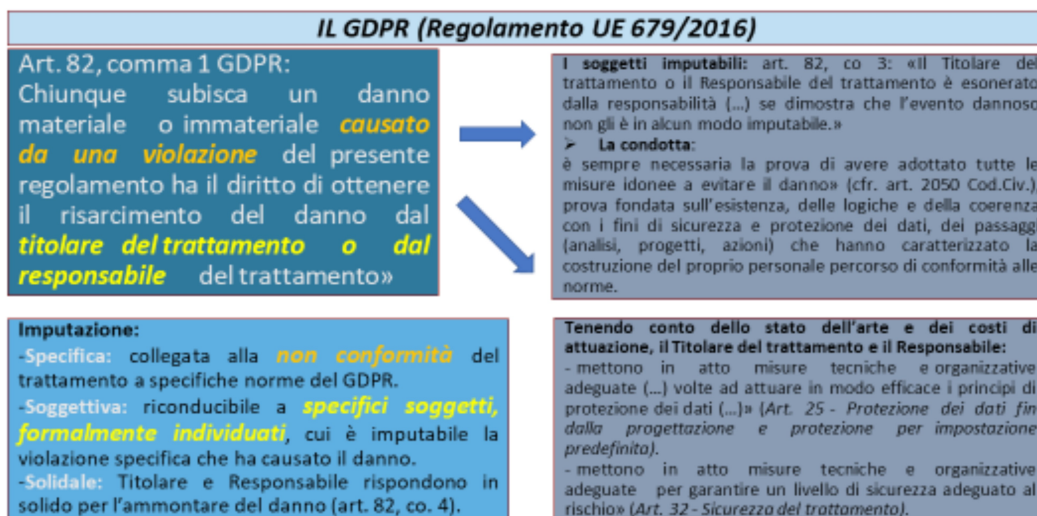 IL GDPR (Regolamento UE 679/2016)
Art. 82, comma 1 GDPR:
Chiunque subisca un danno
materiale o immateriale causato
da una violazione del presente
regolamento ha il diritto di ottenere
il risarcimento del danno dal
titolare del trattamento o dal
responsabile del trattamento»
I soggetti imputabili: art. 82, co 3: «Il Titolare del
trattamento o il Responsabile del trattamento è esonerato
dalla responsabilità (...) se dimostra che l'evento dannoso
non gli è in alcun modo imputabile.»
➤ La condotta:
è sempre necessaria la prova di avere adottato tutte le
misure idonee a evitare il danno» (cfr. art. 2050 Cod.Civ.),
prova fondata sull'esistenza, delle logiche e della coerenza
con i fini di sicurezza e protezione dei dati, dei passaggi
(analisi, progetti, azioni) che hanno caratterizzato la
costruzione del proprio personale percorso di conformità alle
norme.
Imputazione:
-Specifica: collegata alla non conformità del
trattamento a specifiche norme del GDPR.
-Soggettiva: riconducibile a specifici soggetti,
formalmente individuati, cui è imputabile la
violazione specifica che ha causato il danno.
-Solidale: Titolare e Responsabile rispondono in
solido per l'ammontare del danno (art. 82, co. 4).
Tenendo conto dello stato dell'arte e dei costi di
attuazione, il Titolare del trattamento e il Responsabile:
- mettono in atto misure tecniche e organizzative
adeguate (...) volte ad attuare in modo efficace i principi di
protezione dei dati (...)» (Art. 25 - Protezione dei dati fin
dalla progettazione e protezione per impostazione
predefinita).
- mettono in atto misure tecniche e organizzative
adeguate per garantire un livello di sicurezza adeguato al
rischio» (Art. 32 - Sicurezza del trattamento).